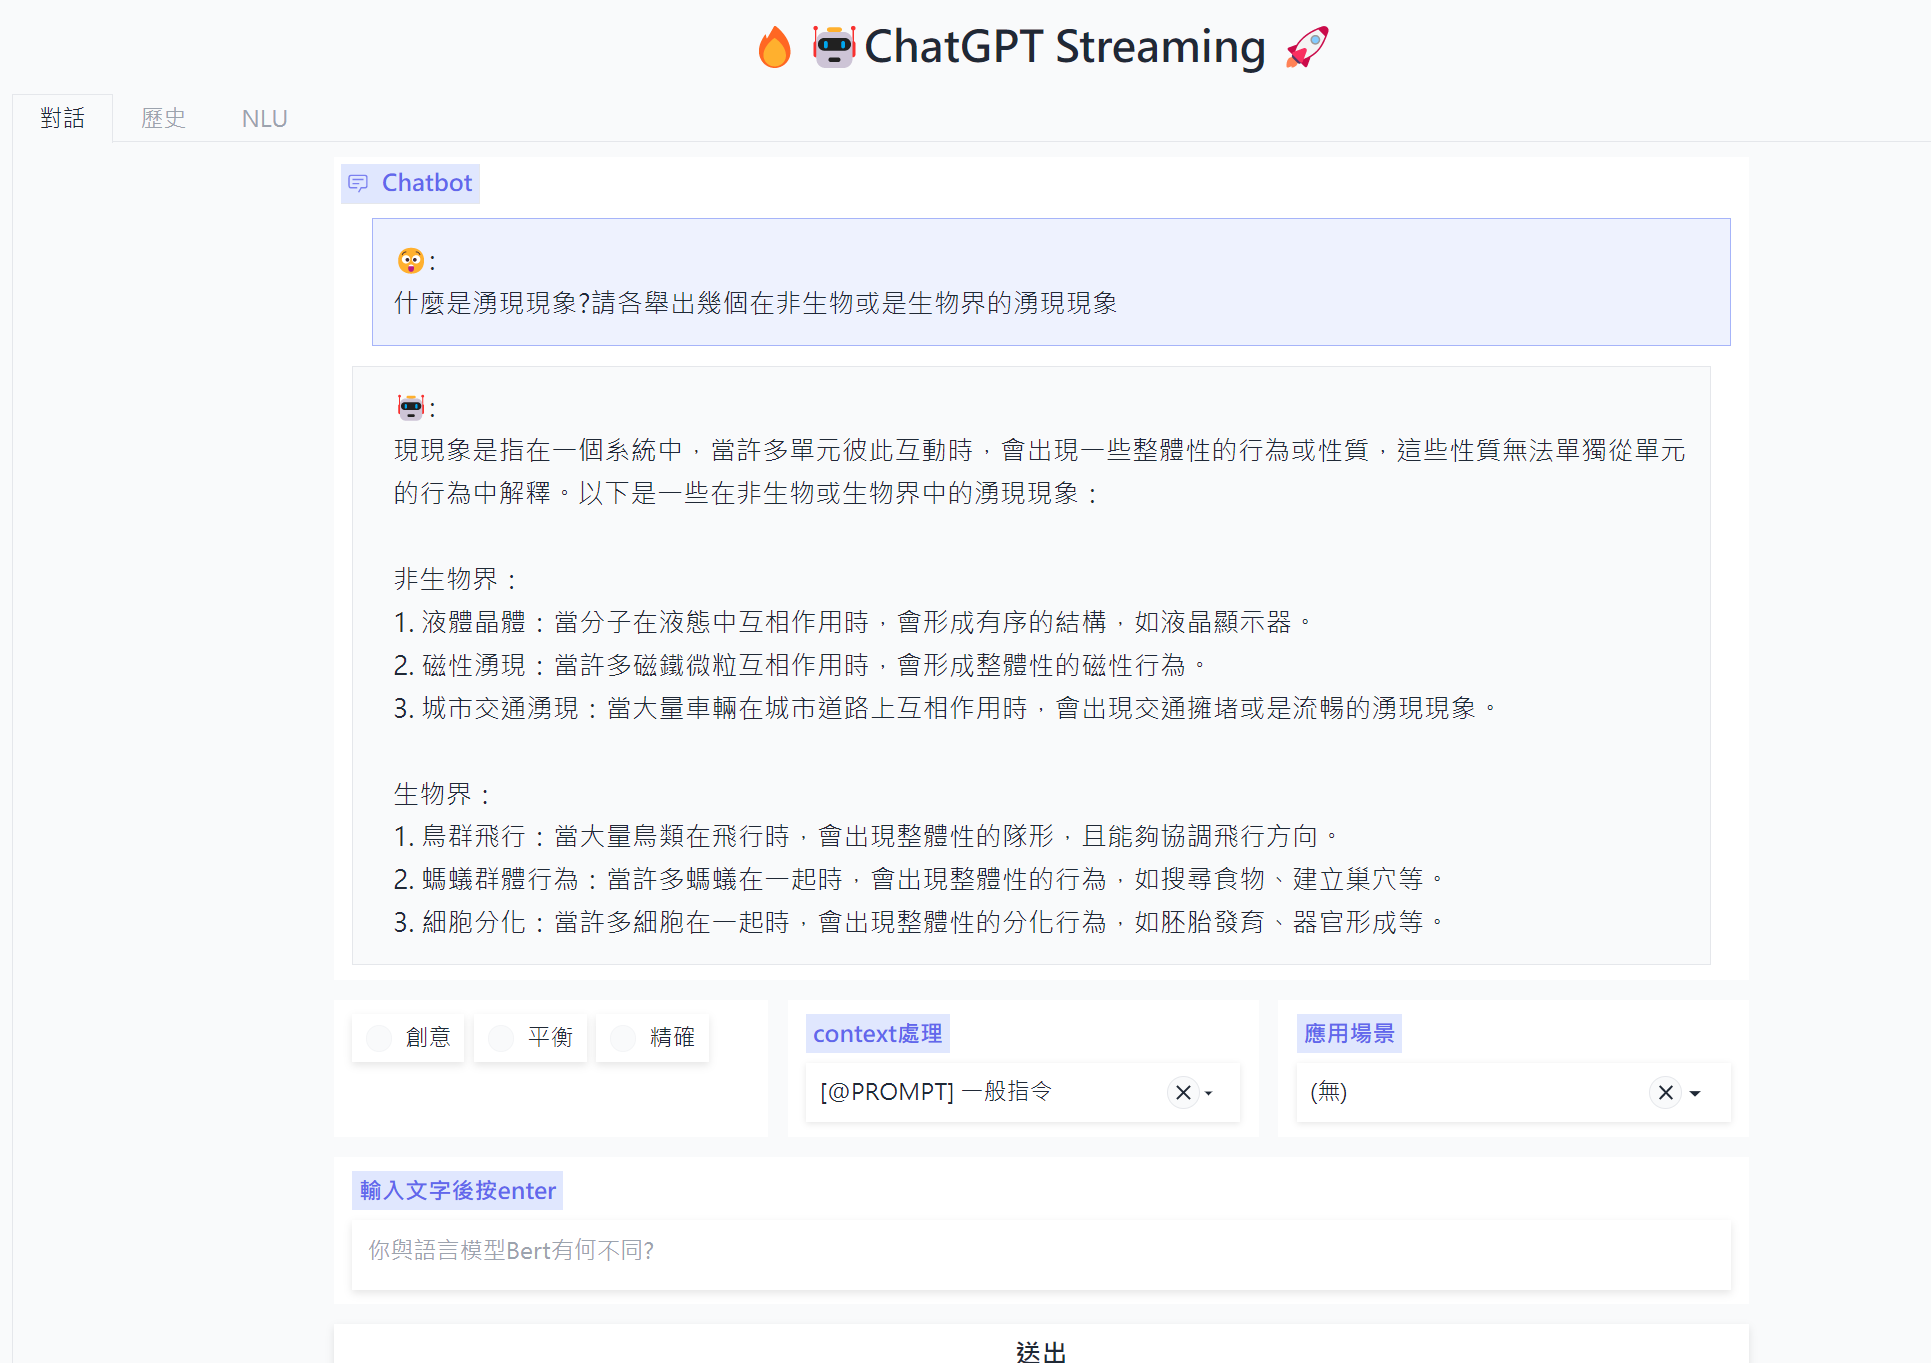 🔥 🤖ChatGPT Streaming 🚀
對話 歷史 NLU
Chatbot
😲:
什麼是湧現現象?請各舉出幾個在非生物或是生物界的湧現現象
🤖:
現現象是指在一個系統中，當許多單元彼此互動時，會出現一些整體性的行為或性質，這些性質無法單獨從單元
的行為中解釋。以下是一些在非生物或生物界中的湧現現象：
非生物界：
1. 液體晶體：當分子在液態中互相作用時，會形成有序的結構，如液晶顯示器。
2. 磁性湧現：當許多磁鐵微粒互相作用時，會形成整體性的磁性行為。
3. 城市交通湧現：當大量車輛在城市道路上互相作用時，會出現交通擁堵或是流暢的湧現現象。
生物界：
1. 鳥群飛行：當大量鳥類在飛行時，會出現整體性的隊形，且能夠協調飛行方向。
2. 螞蟻群體行為：當許多螞蟻在一起時，會出現整體性的行為，如搜尋食物、建立巢穴等。
3. 細胞分化：當許多細胞在一起時，會出現整體性的分化行為，如胚胎發育、器官形成等。
創意 平衡 精確
context處理
[@PROMPT] 一般指令
應用場景
(無)
輸入文字後按enter
你與語言模型Bert有何不同?
送出